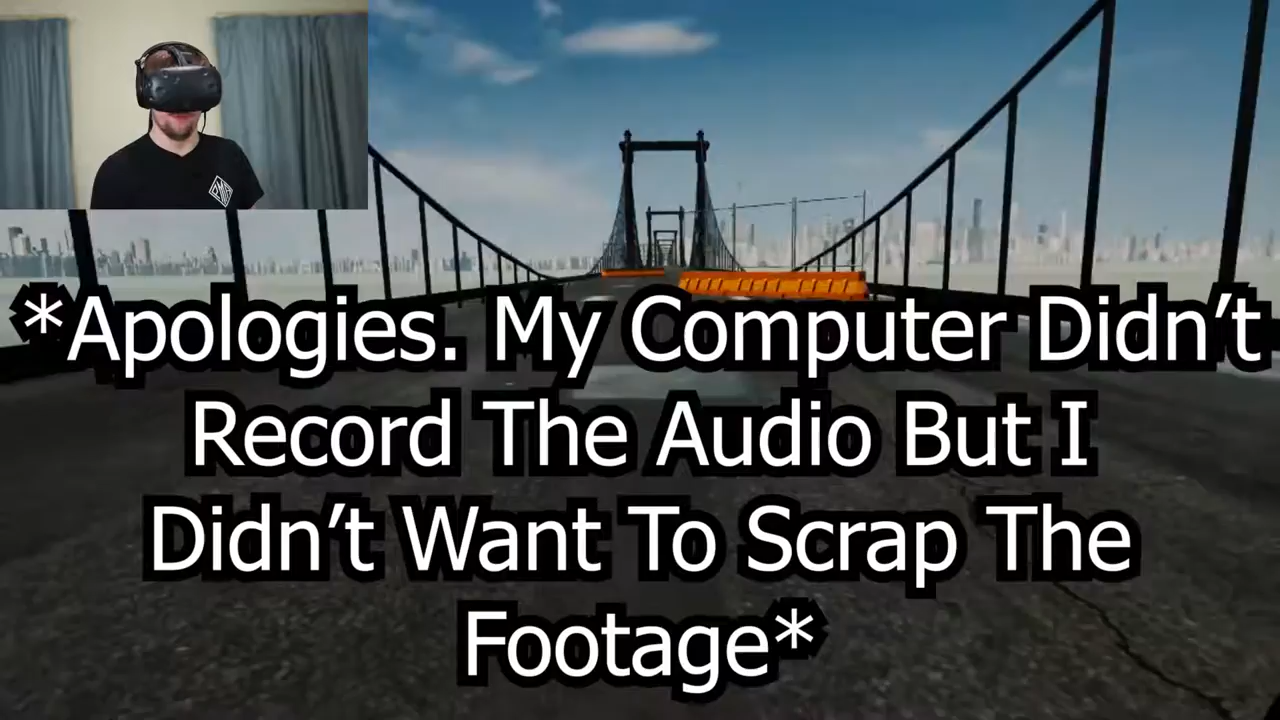 *Apologies. My Computer Didn’t
Record The Audio But I
Didn’t Want To Scrap The
Footage*